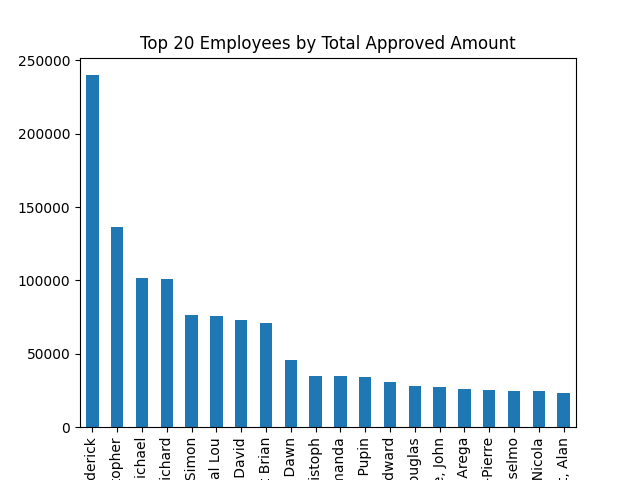 Top 20 Employees by Total Approved Amount
250000
200000
150000
100000
50000
0
derick
topher
ichael
ichard
Simon
al Lou
David
Brian
Dawn
istoph
manda
Pupin
dward
ouglas
e, John
Arega
-Pierre
selmo
Nicola
, Alan